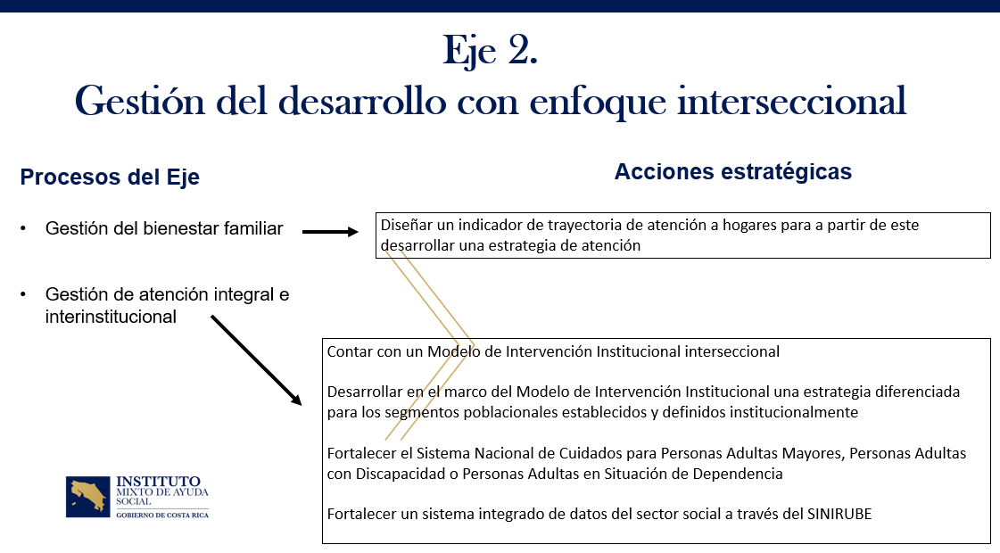 Eje 2.
Gestión del desarrollo con enfoque interseccional
Procesos del Eje
Acciones estratégicas
• Gestión del bienestar familiar
Diseñar un indicador de trayectoria de atención a hogares para a partir de este
desarrollar una estrategia de atención
• Gestión de atención integral e
interinstitucional
Contar con un Modelo de Intervención Institucional interseccional
Desarrollar en el marco del Modelo de Intervención Institucional una estrategia diferenciada
para los segmentos poblacionales establecidos y definidos institucionalmente
Fortalecer el Sistema Nacional de Cuidados para Personas Adultas Mayores, Personas Adultas
con Discapacidad o Personas Adultas en Situación de Dependencia
Fortalecer un sistema integrado de datos del sector social a través del SINIRUBE
INSTITUTO
MIXTO DE AYUDA
SOCIAL
GOBIERNO DE COSTA RICA